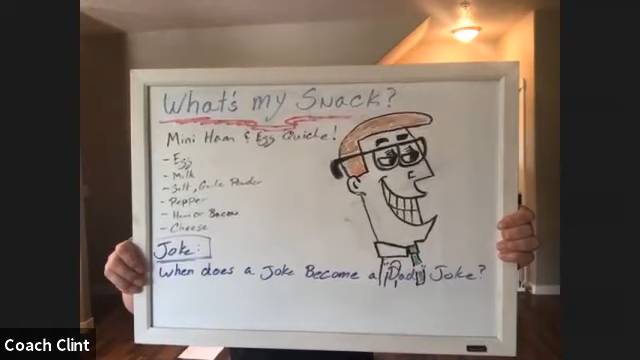 What's my Snack?
Mini Ham & Egg Quiche!
- Egg
- Milk
- Salt, Garlic Powder
- Pepper
- Ham or Bacon
- Cheese
Joke:
When does a Joke Become a "Dad" Joke?
Coach Clint